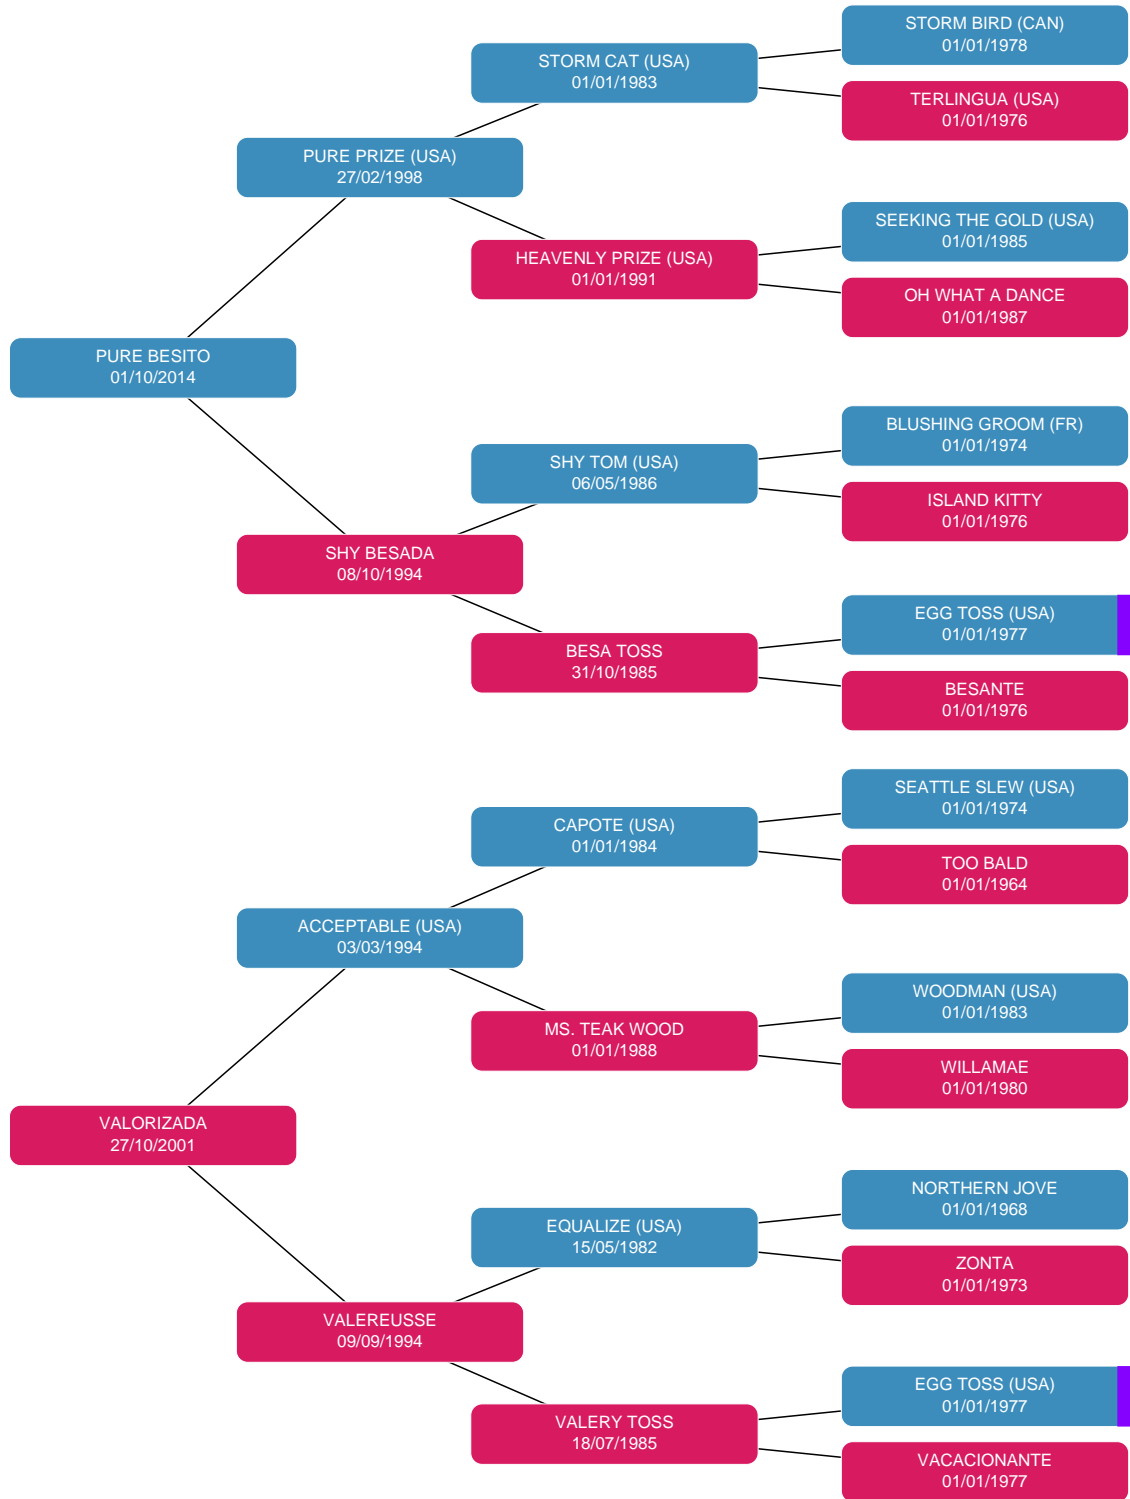 STORM BIRD (CAN)
01/01/1978
STORM CAT (USA)
01/01/1983
TERLINGUA (USA)
01/01/1976
PURE PRIZE (USA)
27/02/1998
SEEKING THE GOLD (USA)
01/01/1985
HEAVENLY PRIZE (USA)
01/01/1991
OH WHAT A DANCE
01/01/1987
PURE BESITO
01/10/2014
BLUSHING GROOM (FR)
01/01/1974
SHY TOM (USA)
06/05/1986
ISLAND KITTY
01/01/1976
SHY BESADA
08/10/1994
EGG TOSS (USA)
01/01/1977
BESA TOSS
31/10/1985
BESANTE
01/01/1976
SEATTLE SLEW (USA)
01/01/1974
CAPOTE (USA)
01/01/1984
TOO BALD
01/01/1964
ACCEPTABLE (USA)
03/03/1994
WOODMAN (USA)
01/01/1983
MS. TEAK WOOD
01/01/1988
WILLAMAE
01/01/1980
VALORIZADA
27/10/2001
NORTHERN JOVE
01/01/1968
EQUALIZE (USA)
15/05/1982
ZONTA
01/01/1973
VALEREUSSE
09/09/1994
EGG TOSS (USA)
01/01/1977
VALERY TOSS
18/07/1985
VACACIONANTE
01/01/1977